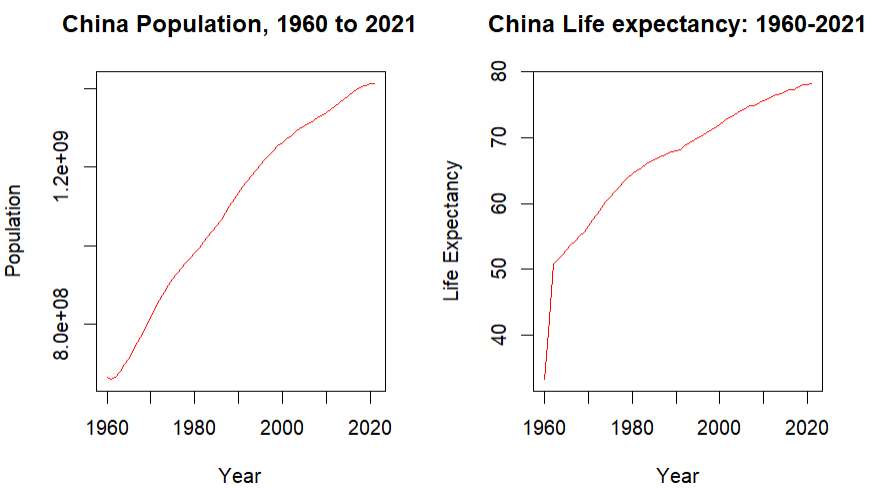 China Population, 1960 to 2021
Population
8.0e+08
1.2e+09
1960 1980 2000 2020
Year
China Life expectancy: 1960-2021
Life Expectancy
80
70
60
50
40
1960 1980 2000 2020
Year